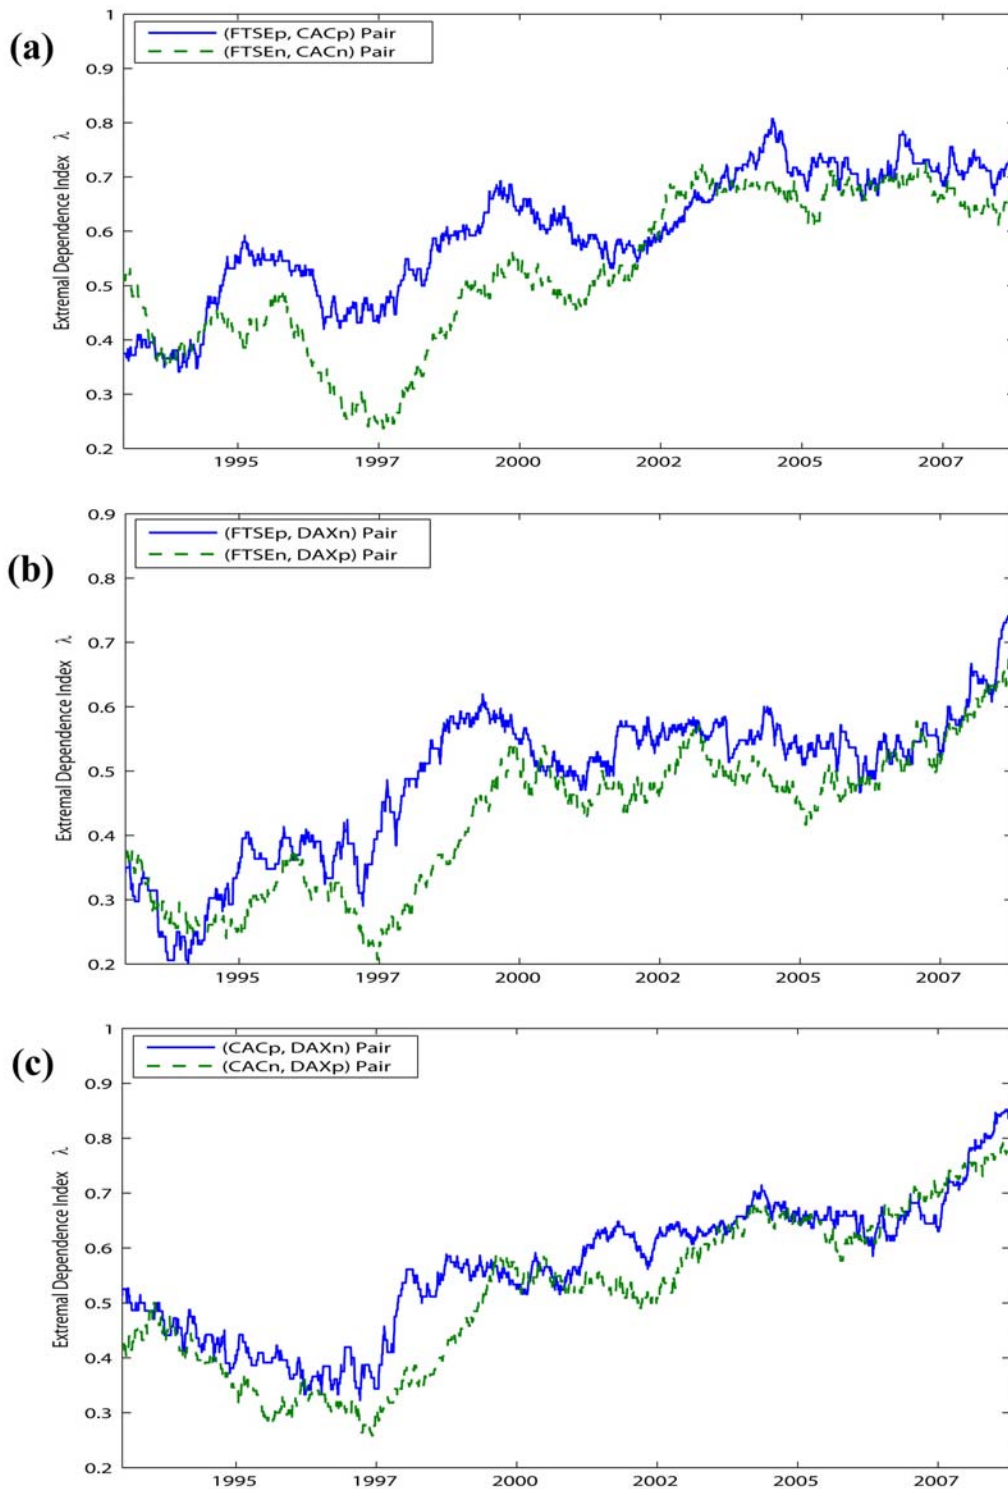 (a)
(FTSEp, CACp) Pair
(FTSEn, CACn) Pair
Extremal Dependence Index λ
1
0.9
0.8
0.7
0.6
0.5
0.4
0.3
0.2
1995 1997 2000 2002 2005 2007
(b)
(FTSEp, DAXn) Pair
(FTSEn, DAXp) Pair
Extremal Dependence Index λ
0.9
0.8
0.7
0.6
0.5
0.4
0.3
0.2
1995 1997 2000 2002 2005 2007
(c)
(CACp, DAXn) Pair
(CACn, DAXp) Pair
Extremal Dependence Index λ
1
0.9
0.8
0.7
0.6
0.5
0.4
0.3
0.2
1995 1997 2000 2002 2005 2007